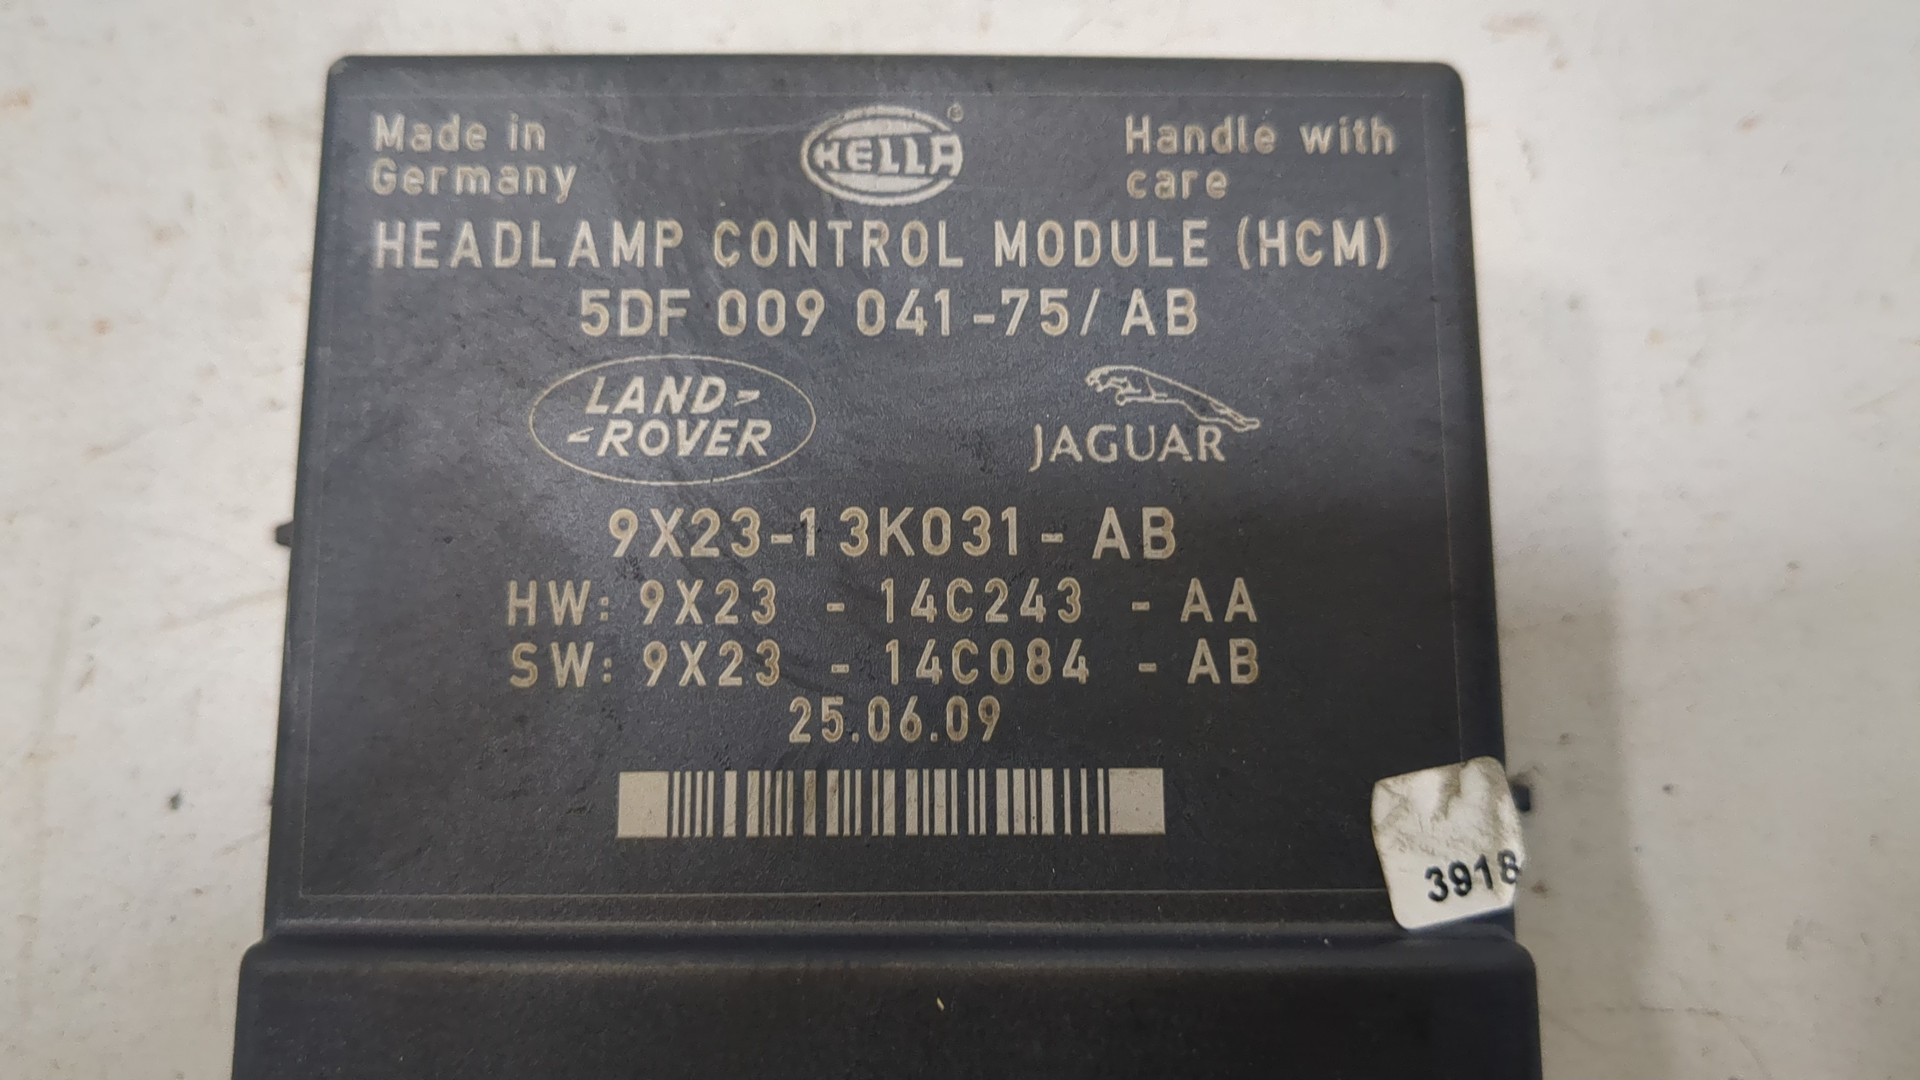 Made in
Germany
HELLA®
Handle with
care
HEADLAMP CONTROL MODULE (HCM)
5DF 009 041-75/AB
LAND-
-ROVER
JAGUAR
9X23-13K031-AB
HW: 9X23 - 14C243 - AA
SW: 9X23 - 14C084 - AB
25.06.09
3918